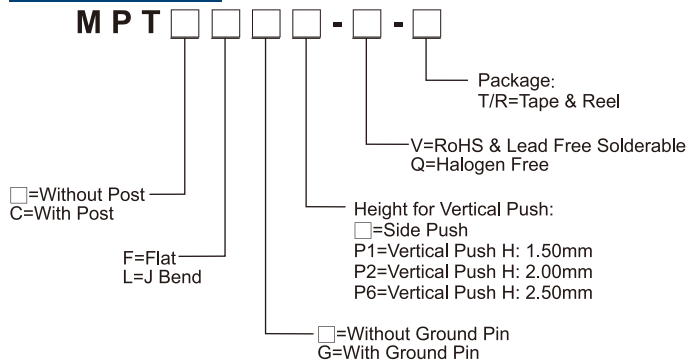 MPT□□□□-□-□
Package:
T/R=Tape & Reel
V=RoHS & Lead Free Solderable
Q=Halogen Free
□=Without Post
C=With Post
Height for Vertical Push:
□=Side Push
P1=Vertical Push H: 1.50mm
P2=Vertical Push H: 2.00mm
P6=Vertical Push H: 2.50mm
F=Flat
L=J Bend
□=Without Ground Pin
G=With Ground Pin